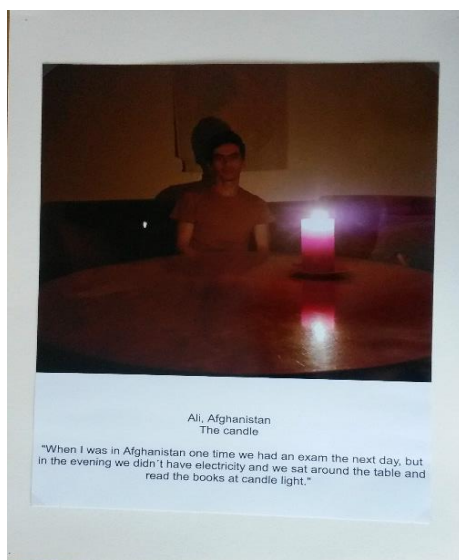 Ali, Afghanistan
The candle
"When I was in Afghanistan one time we had an exam the next day, but
in the evening we didn´t have electricity and we sat around the table and
read the books at candle light."